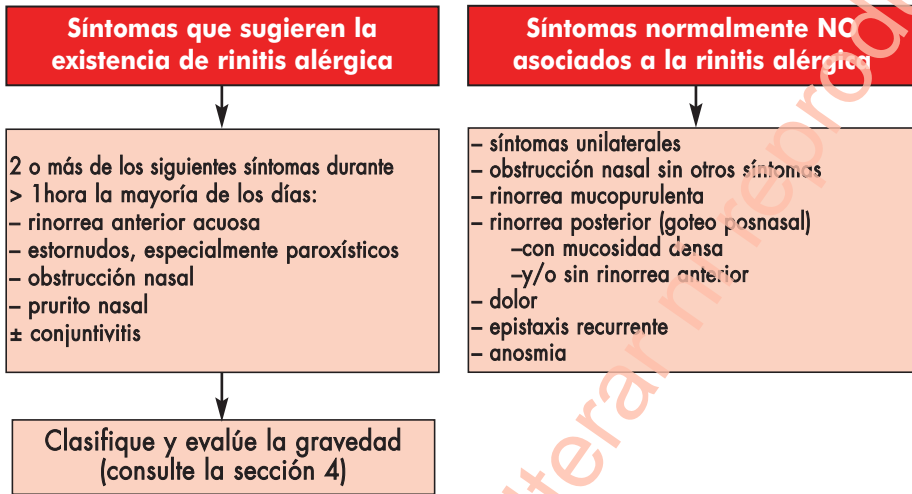 Síntomas que sugieren la
existencia de rinitis alérgica
2 o más de los siguientes síntomas durante
> 1hora la mayoría de los días:
– rinorrea anterior acuosa
– estornudos, especialmente paroxísticos
– obstrucción nasal
– prurito nasal
± conjuntivitis
Clasifique y evalúe la gravedad
(consulte la sección 4)
Síntomas normalmente NO
asociados a la rinitis alérgica
– síntomas unilaterales
– obstrucción nasal sin otros síntomas
– rinorrea mucopurulenta
– rinorrea posterior (goteo posnasal)
–con mucosidad densa
–y/o sin rinorrea anterior
– dolor
– epistaxis recurrente
– anosmia